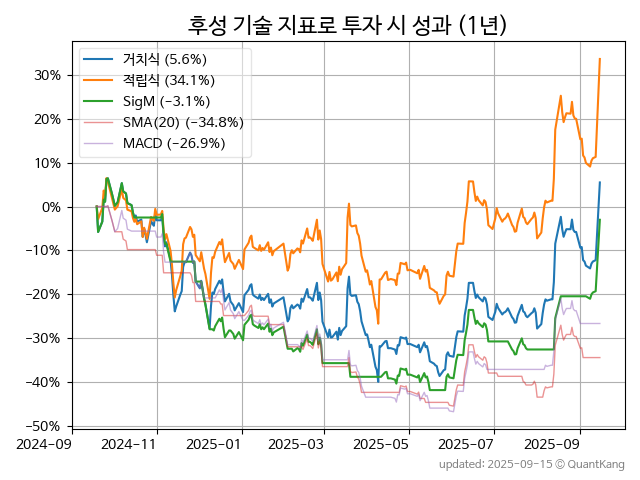 후성 기술 지표로 투자 시 성과 (1년)
거치식 (5.6%)
적립식 (34.1%)
SigM (−3.1%)
SMA(20) (−34.8%)
MACD (−26.9%)
30%
20%
10%
0%
−10%
−20%
−30%
−40%
−50%
2024-09 2024-11 2025-01 2025-03 2025-05 2025-07 2025-09
updated: 2025-09-15 ⓒ QuantKang